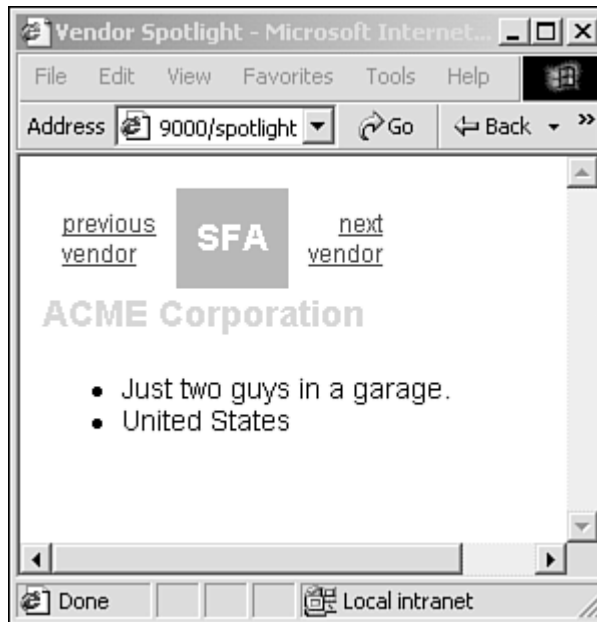 Vendor Spotlight - Microsoft Internet...
File Edit View Favorites Tools Help
Address 9000/spotlight Go Back »
previous
vendor
SFA
next
vendor
ACME Corporation
• Just two guys in a garage.
• United States
Done Local intranet